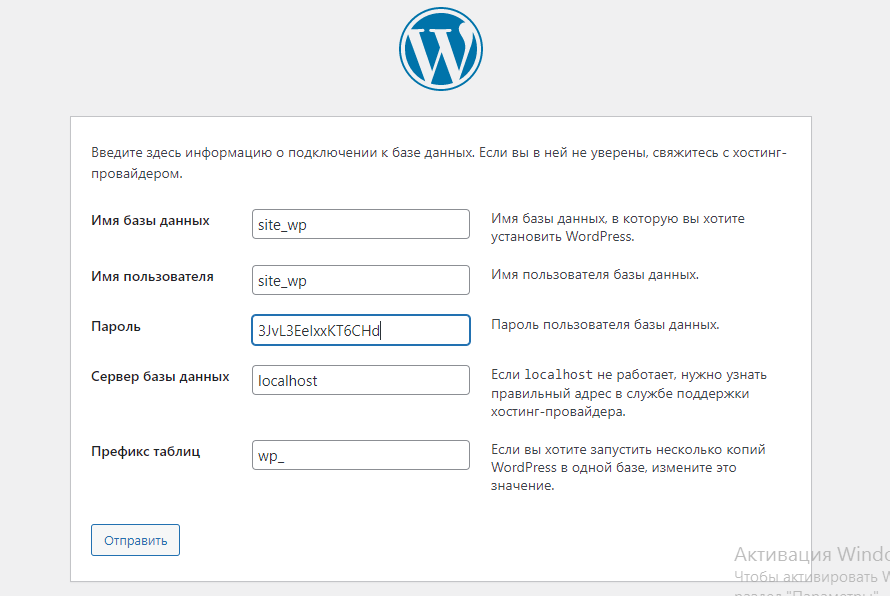 Введите здесь информацию о подключении к базе данных. Если вы в ней не уверены, свяжитесь с хостинг-
провайдером.
Имя базы данных
site_wp
Имя базы данных, в которую вы хотите
установить WordPress.
Имя пользователя
site_wp
Имя пользователя базы данных.
Пароль
3JvL3EeIxxKT6CHd
Пароль пользователя базы данных.
Сервер базы данных
localhost
Если localhost не работает, нужно узнать
правильный адрес в службе поддержки
хостинг-провайдера.
Префикс таблиц
wp_
Если вы хотите запустить несколько копий
WordPress в одной базе, измените это
значение.
Отправить
Активация Windo
Чтобы активировать W
раздел "Параметры"